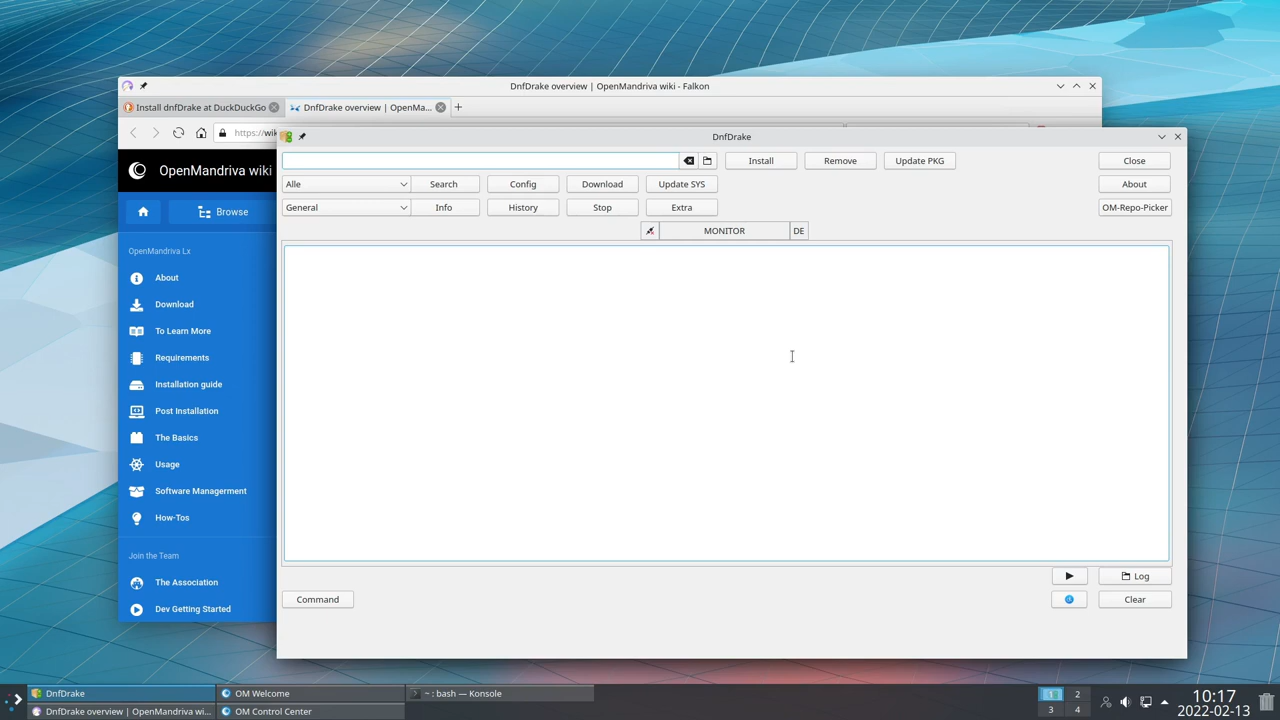 DnfDrake overview | OpenMandriva wiki - Falkon
Install dnfDrake at DuckDuckGo
DnfDrake overview | OpenMa...
https://wik
DnfDrake
Install
Remove
Update PKG
Close
Alle
Search
Config
Download
Update SYS
About
General
Info
History
Stop
Extra
OM-Repo-Picker
MONITOR
DE
OpenMandriva wiki
Browse
OpenMandriva Lx
About
Download
To Learn More
Requirements
Installation guide
Post Installation
The Basics
Usage
Software Managerment
How-Tos
Join the Team
The Association
Dev Getting Started
Log
Command
Clear
DnfDrake
OM Welcome
~ : bash — Konsole
DnfDrake overview | OpenMandriva wi...
OM Control Center
1
2
3
4
10:17
2022-02-13